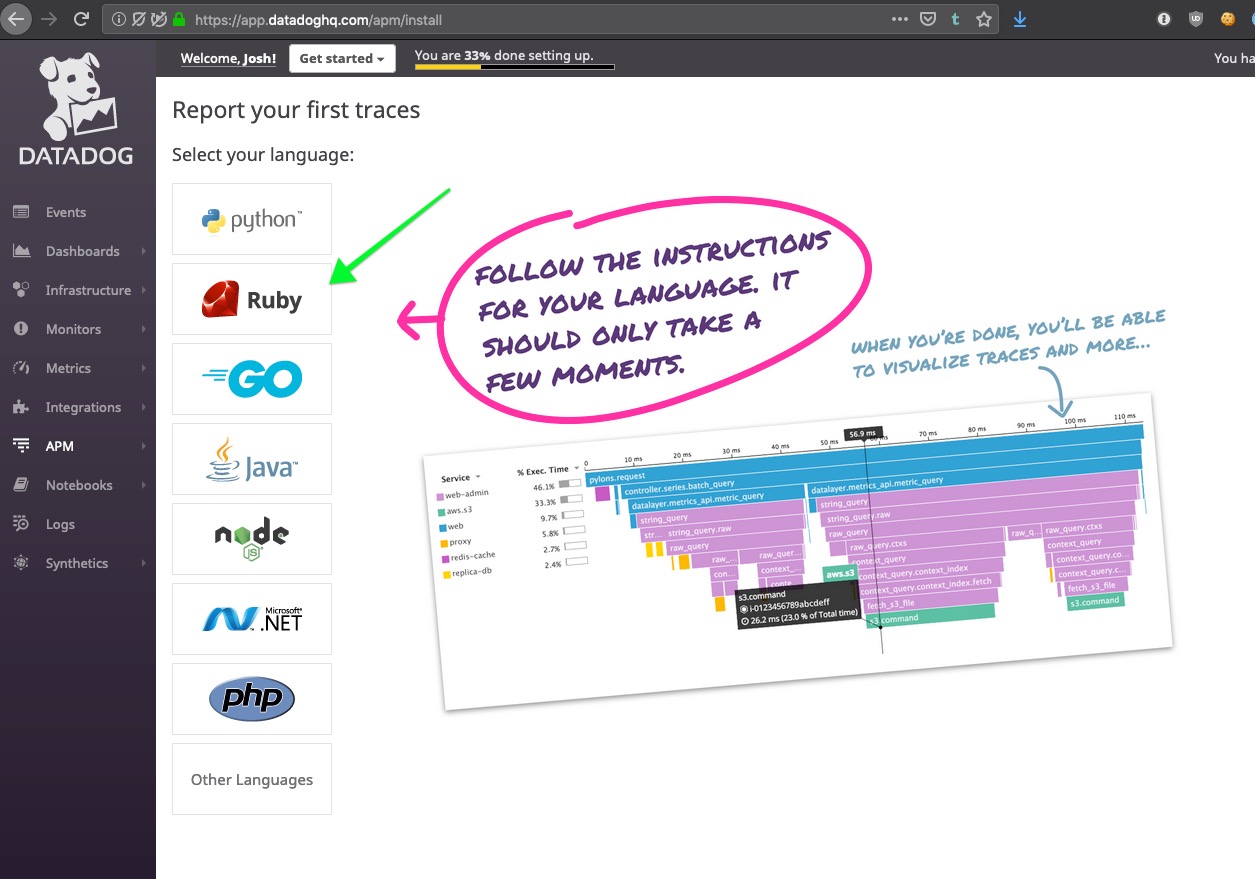 https://app.datadoghq.com/apm/install
DATADOG
Welcome, Josh!
Get started
You are 33% done setting up.
You ha
Events
Dashboards
Infrastructure
Monitors
Metrics
Integrations
APM
Notebooks
Logs
Synthetics
Report your first traces
Select your language:
python™
Ruby
GO
Java™
node
JS
Microsoft®
.NET
php
Other Languages
FOLLOW THE INSTRUCTIONS
FOR YOUR LANGUAGE. IT
SHOULD ONLY TAKE A
FEW MOMENTS.
WHEN YOU'RE DONE, YOU'LL BE ABLE
TO VISUALIZE TRACES AND MORE...
Service % Exec. Time
web-admin 46.1%
aws.s3 33.3%
web 9.7%
proxy 5.8%
redis-cache 2.7%
replica-db 2.4%
0 10 ms 20 ms 30 ms 40 ms 50 ms 56.9 ms 70 ms 80 ms 90 ms 100 ms 110 ms
pylons.request
controller.series.batch_query
datalayer.metrics_api.metric_query
string_query
str... string_query.raw
raw_query
raw_... raw_quer...
con... context_...
conte
datalayer.metrics_api.metric_query
string_query
string_query.raw
raw_query
raw_query.ctxs
context_query
context_query.context_index
context_query.context_index.fetch
fetch_s3_file
s3.command
aws.s3
raw_q... raw_query.ctxs
context_query
context_query.co...
context_query.c...
fetch_s3_file
s3.command
s3.command
i-0123456789abcdeff
26.2 ms (23.0 % of Total time)